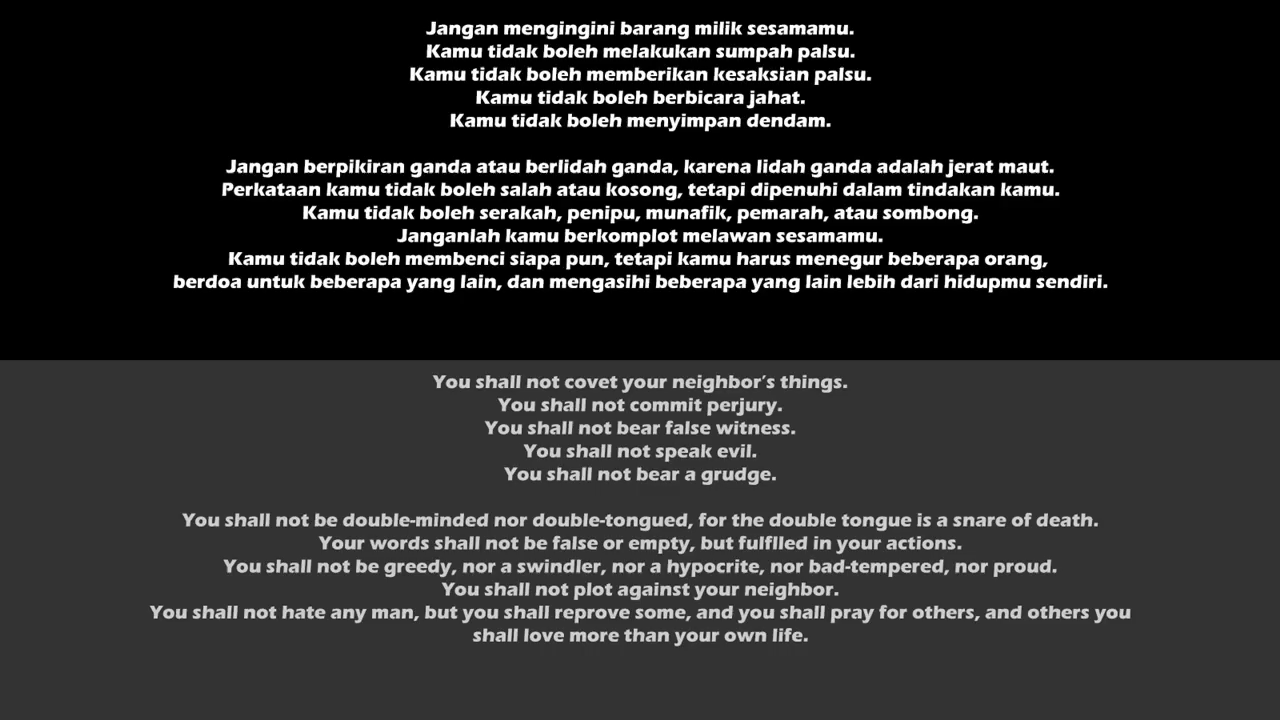 Jangan mengingini barang milik sesamamu.
Kamu tidak boleh melakukan sumpah palsu.
Kamu tidak boleh memberikan kesaksian palsu.
Kamu tidak boleh berbicara jahat.
Kamu tidak boleh menyimpan dendam.
Jangan berpikiran ganda atau berlidah ganda, karena lidah ganda adalah jerat maut.
Perkataan kamu tidak boleh salah atau kosong, tetapi dipenuhi dalam tindakan kamu.
Kamu tidak boleh serakah, penipu, munafik, pemarah, atau sombong.
Janganlah kamu berkomplot melawan sesamamu.
Kamu tidak boleh membenci siapa pun, tetapi kamu harus menegur beberapa orang,
berdoa untuk beberapa yang lain, dan mengasihi beberapa yang lain lebih dari hidupmu sendiri.
You shall not covet your neighbor's things.
You shall not commit perjury.
You shall not bear false witness.
You shall not speak evil.
You shall not bear a grudge.
You shall not be double-minded nor double-tongued, for the double tongue is a snare of death.
Your words shall not be false or empty, but fulflled in your actions.
You shall not be greedy, nor a swindler, nor a hypocrite, nor bad-tempered, nor proud.
You shall not plot against your neighbor.
You shall not hate any man, but you shall reprove some, and you shall pray for others, and others you
shall love more than your own life.